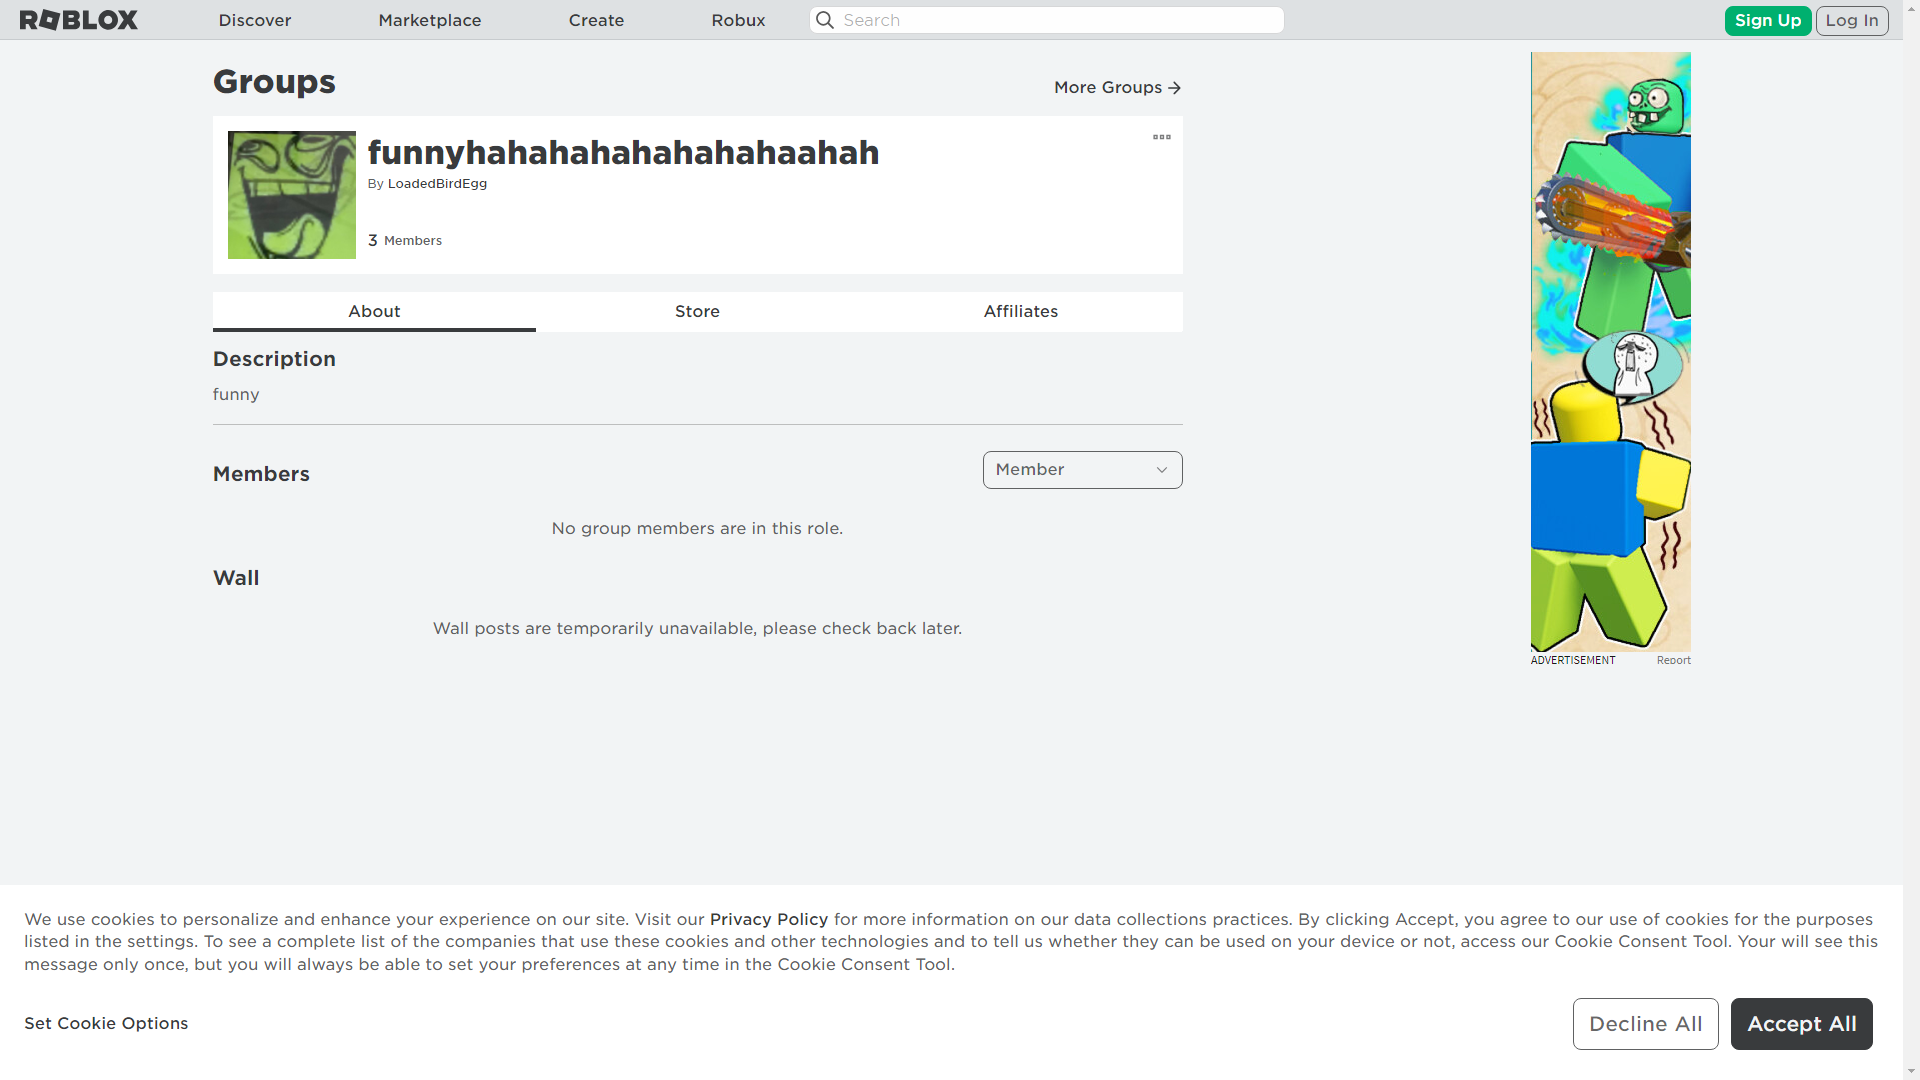 ROBLOX Discover Marketplace Create Robux Search Sign Up Log In
Groups
More Groups
funnyhahahahahahahahaahah
By LoadedBirdEgg
3 Members
About Store Affiliates
Description
funny
Members
Member
No group members are in this role.
Wall
Wall posts are temporarily unavailable, please check back later.
ADVERTISEMENT Report
We use cookies to personalize and enhance your experience on our site. Visit our Privacy Policy for more information on our data collections practices. By clicking Accept, you agree to our use of cookies for the purposes
listed in the settings. To see a complete list of the companies that use these cookies and other technologies and to tell us whether they can be used on your device or not, access our Cookie Consent Tool. Your will see this
message only once, but you will always be able to set your preferences at any time in the Cookie Consent Tool.
Set Cookie Options
Decline All
Accept All